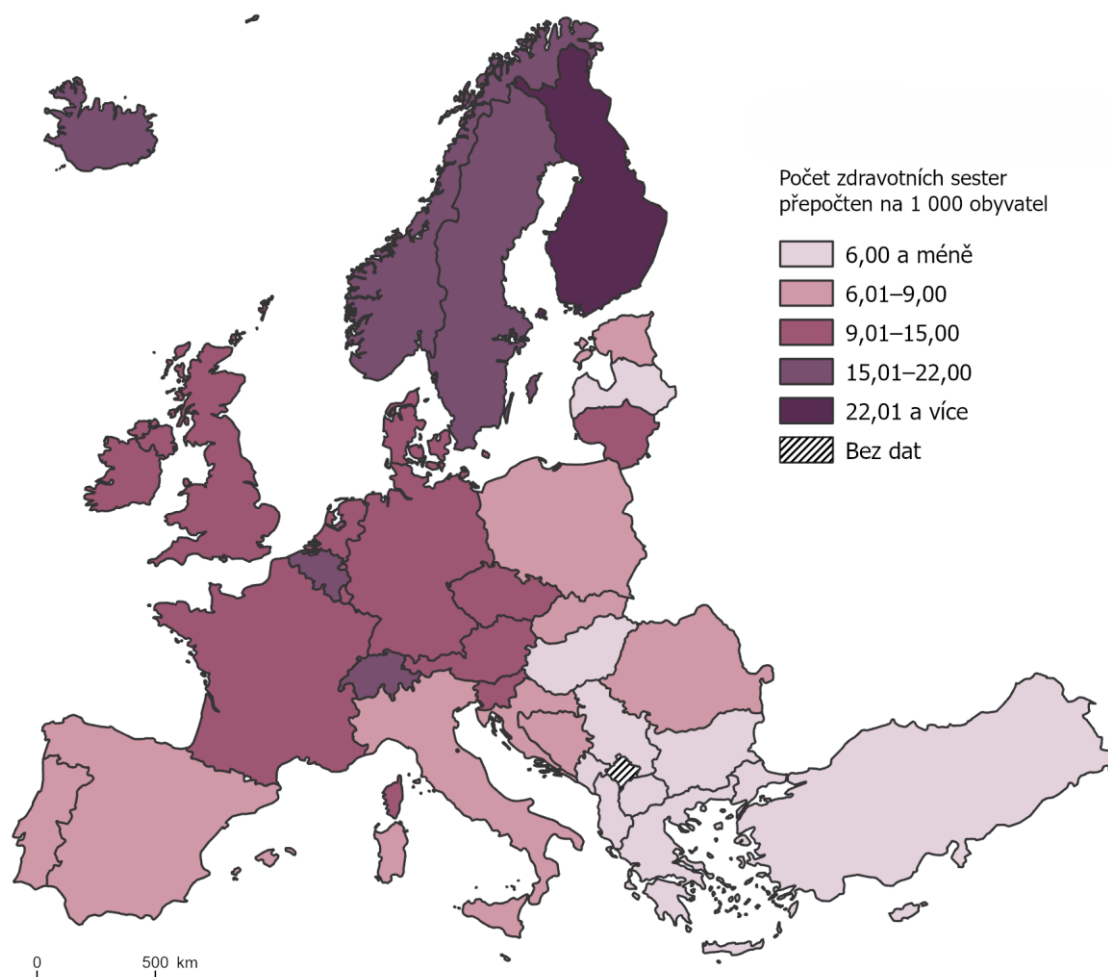 Počet zdravotních sester
přepočten na 1 000 obyvatel
6,00 a méně
6,01–9,00
9,01–15,00
15,01–22,00
22,01 a více
Bez dat
0 500 km